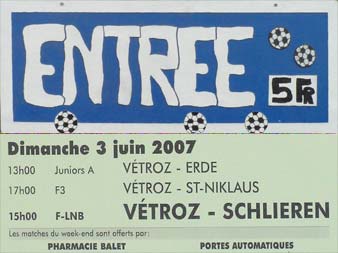 ENTREE
5 FR
Dimanche 3 juin 2007
13h00 Juniors A VÉTROZ - ERDE
17h00 F3 VÉTROZ - ST-NIKLAUS
15h00 F-LNB VÉTROZ - SCHLIEREN
Les matches du week-end sont offerts par:
PHARMACIE BALET PORTES AUTOMATIQUES